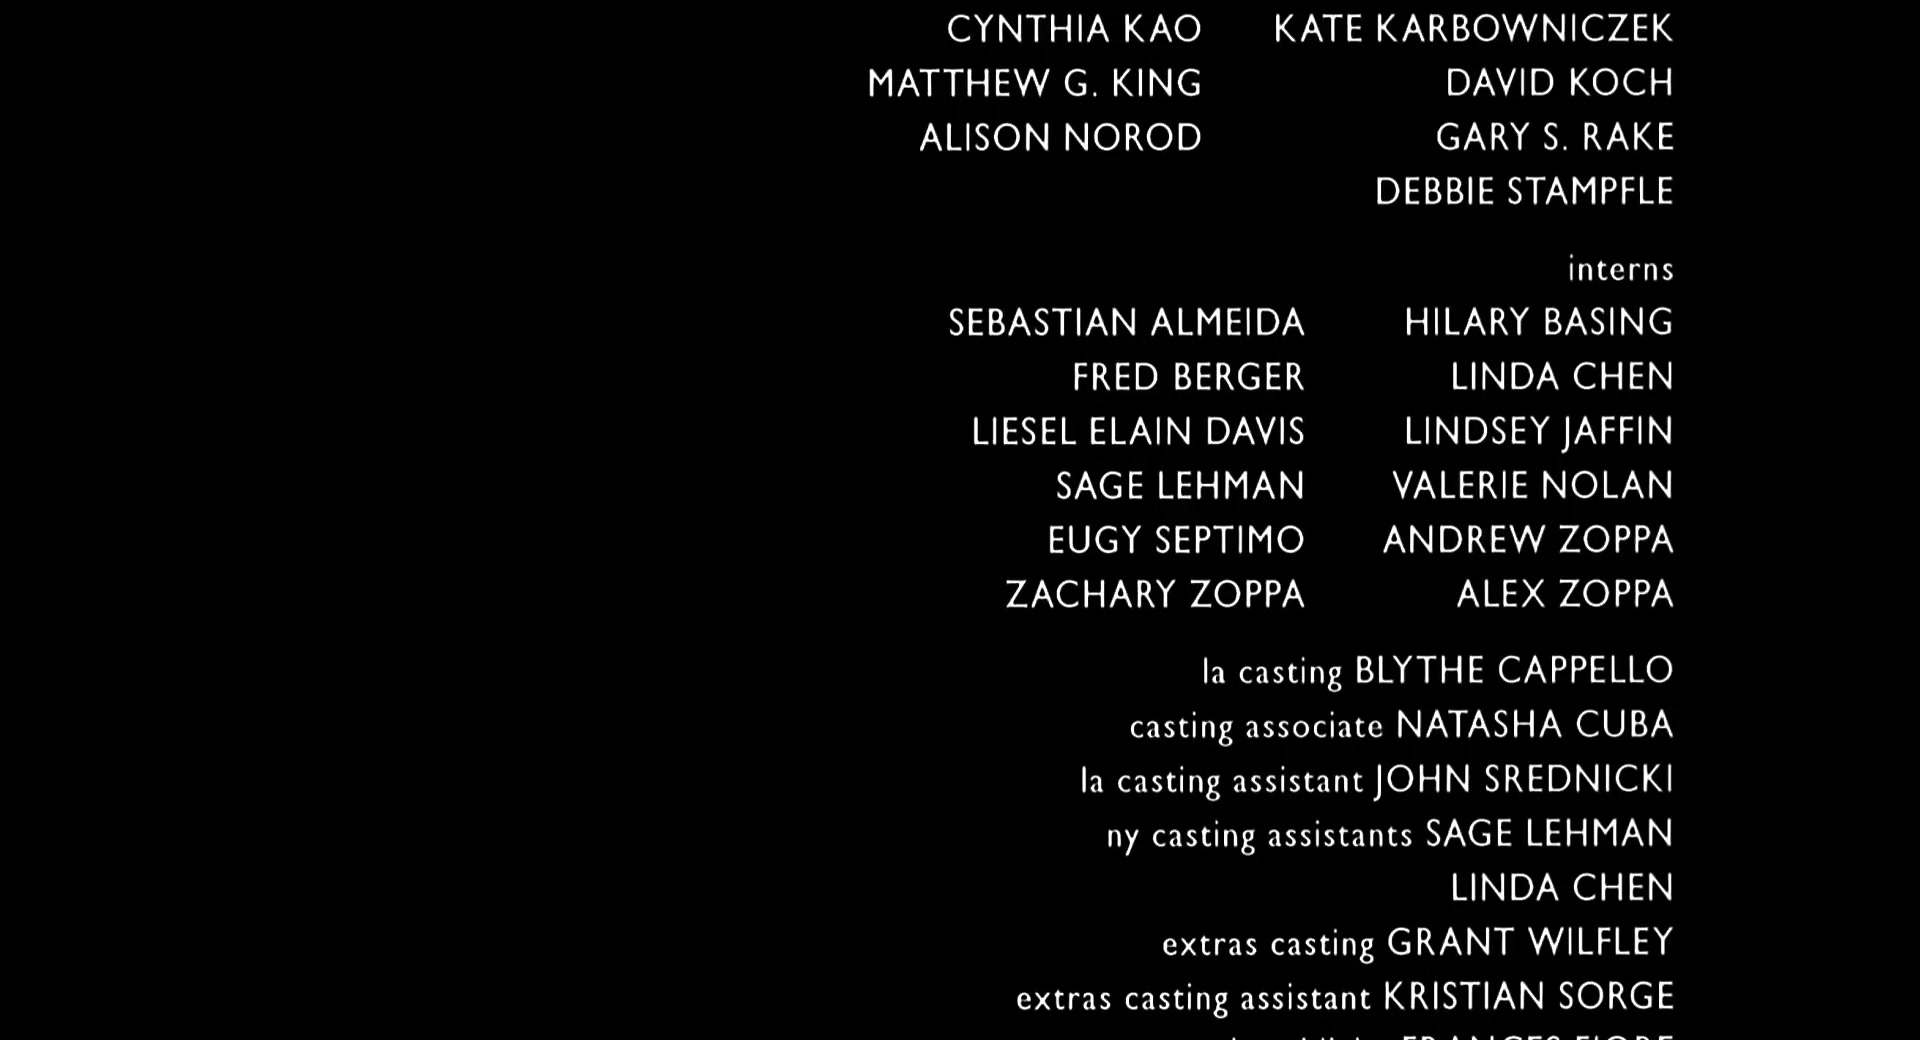 CYNTHIA KAO KATE KARBOWNICZEK
MATTHEW G. KING DAVID KOCH
ALISON NOROD GARY S. RAKE
DEBBIE STAMPFLE
interns
SEBASTIAN ALMEIDA HILARY BASING
FRED BERGER LINDA CHEN
LIESEL ELAIN DAVIS LINDSEY JAFFIN
SAGE LEHMAN VALERIE NOLAN
EUGY SEPTIMO ANDREW ZOPPA
ZACHARY ZOPPA ALEX ZOPPA
la casting BLYTHE CAPPELLO
casting associate NATASHA CUBA
la casting assistant JOHN SREDNICKI
ny casting assistants SAGE LEHMAN
LINDA CHEN
extras casting GRANT WILFLEY
extras casting assistant KRISTIAN SORGE
FRANCES FIORE